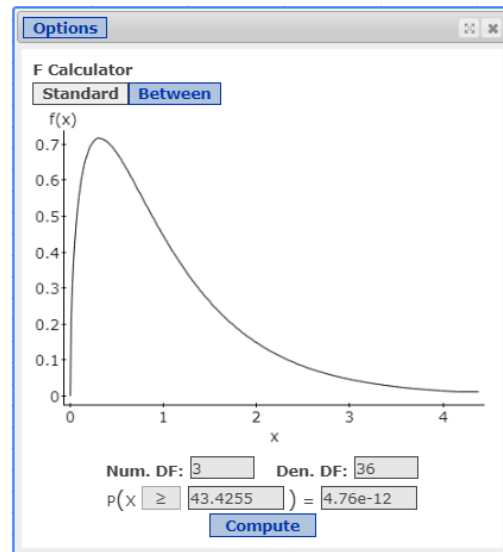 Options
F Calculator
Standard Between
f(x)
0.7
0.6
0.5
0.4
0.3
0.2
0.1
0
0 1 2 3 4
x
Num. DF: 3 Den. DF: 36
P(X ≥ 43.4255 ) = 4.76e-12
Compute